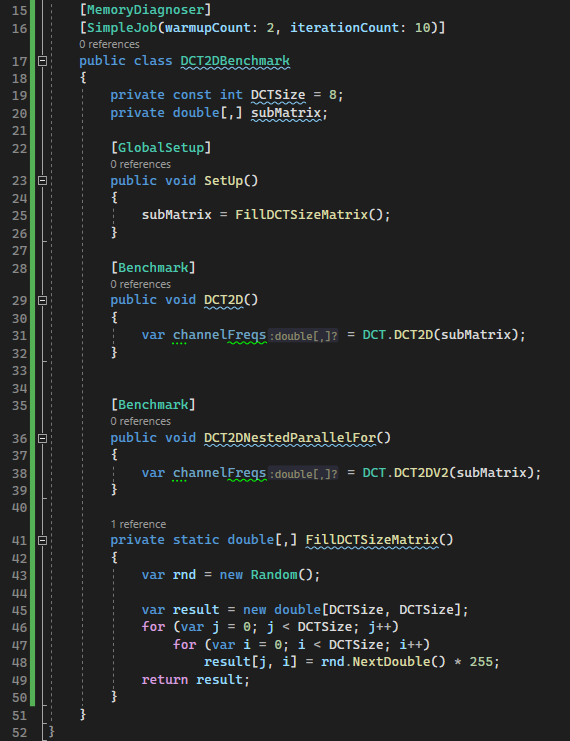 15 [MemoryDiagnoser]
16 [SimpleJob(warmupCount: 2, iterationCount: 10)]
0 references
17 public class DCT2DBenchmark
18 {
19 private const int DCTSize = 8;
20 private double[,] subMatrix;
21
22 [GlobalSetup]
0 references
23 public void SetUp()
24 {
25 subMatrix = FillDCTSizeMatrix();
26 }
27
28 [Benchmark]
0 references
29 public void DCT2D()
30 {
31 var channelFreqs :double[,]? = DCT.DCT2D(subMatrix);
32 }
33
34
35 [Benchmark]
0 references
36 public void DCT2DNestedParallelFor()
37 {
38 var channelFreqs :double[,]? = DCT.DCT2DV2(subMatrix);
39 }
40
1 reference
41 private static double[,] FillDCTSizeMatrix()
42 {
43 var rnd = new Random();
44
45 var result = new double[DCTSize, DCTSize];
46 for (var j = 0; j < DCTSize; j++)
47 for (var i = 0; i < DCTSize; i++)
48 result[j, i] = rnd.NextDouble() * 255;
49 return result;
50 }
51 }
52 }